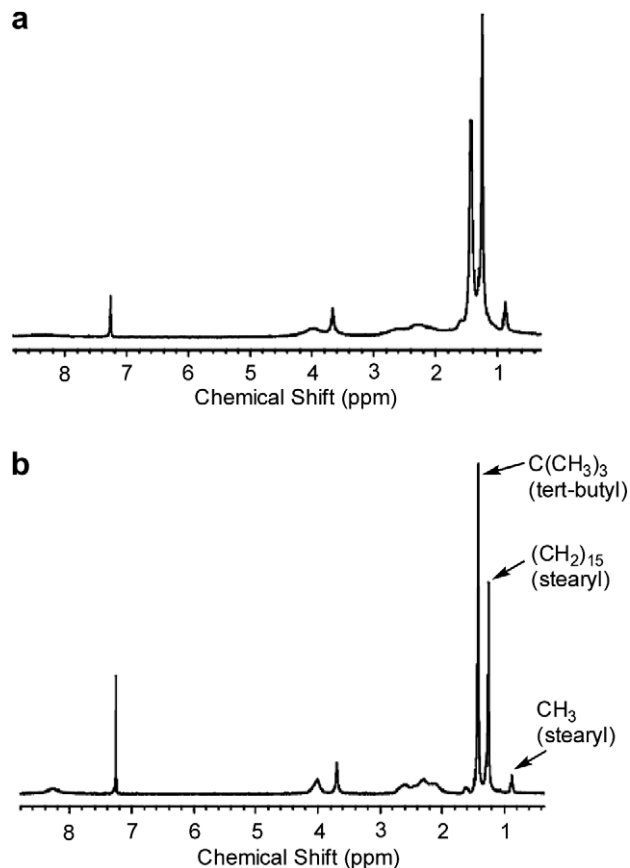 a
8 7 6 5 4 3 2 1
Chemical Shift (ppm)
b
C(CH₃)₃
(tert-butyl)
(CH₂)₁₅
(stearyl)
CH₃
(stearyl)
8 7 6 5 4 3 2 1
Chemical Shift (ppm)